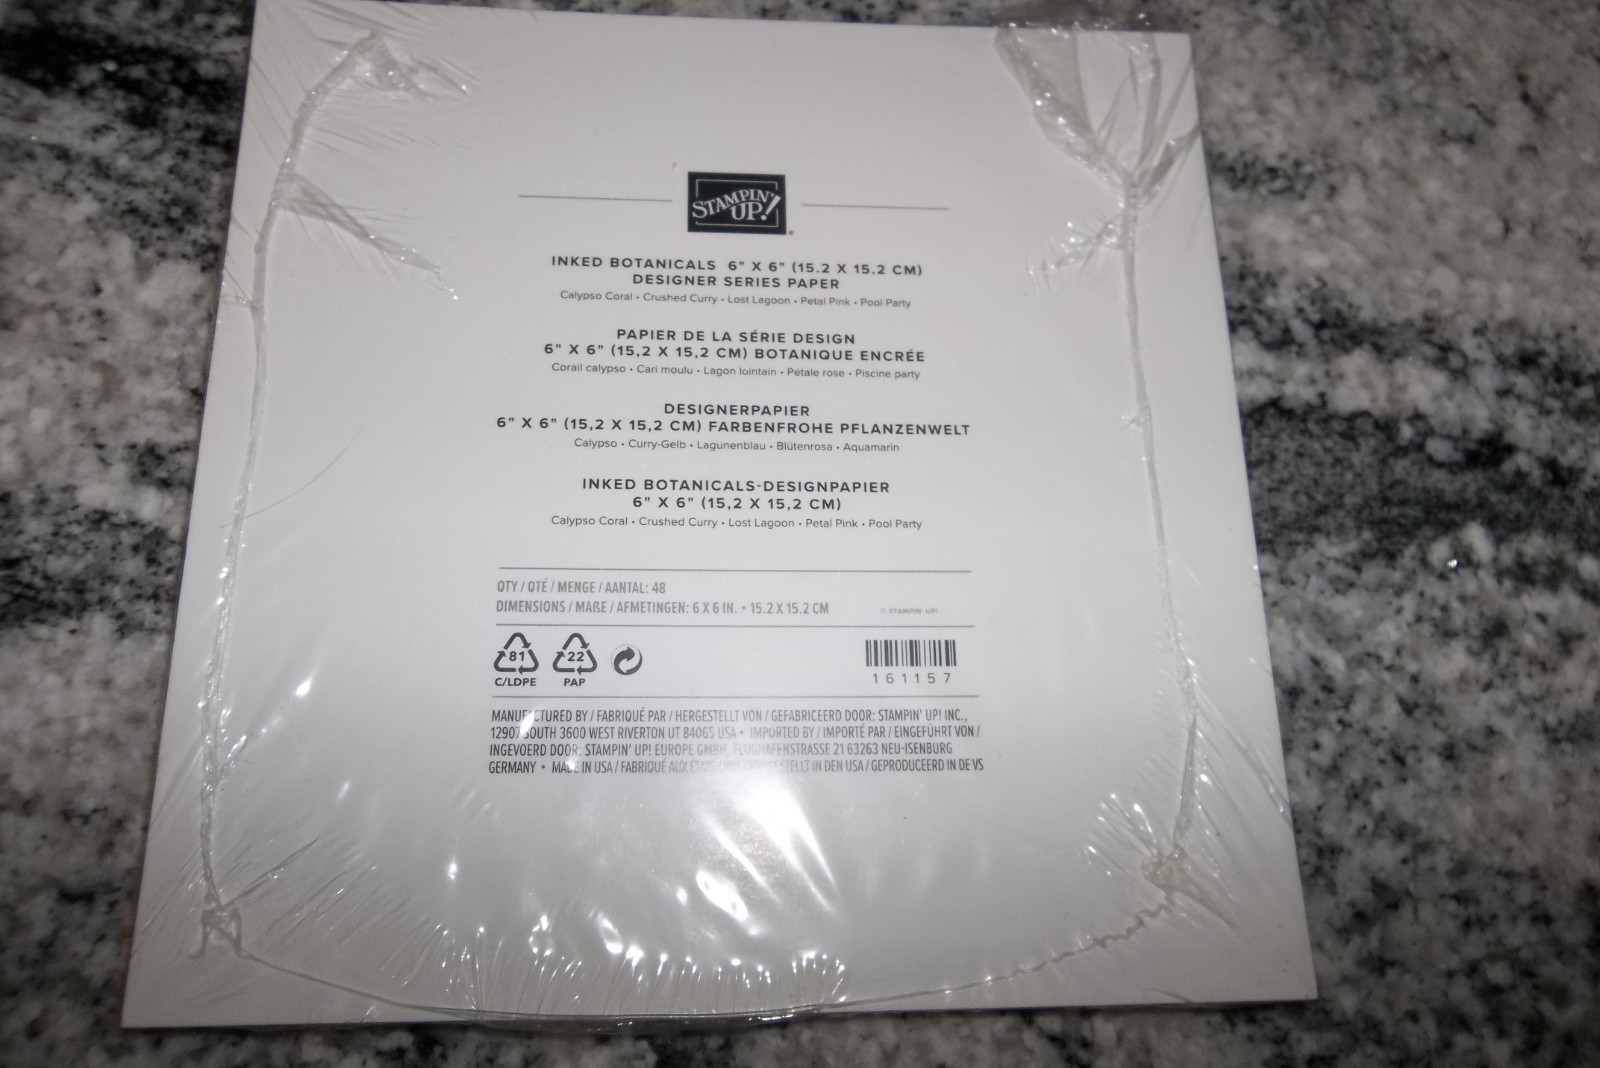 STAMPIN' UP!
INKED BOTANICALS 6" X 6" (15.2 X 15.2 CM)
DESIGNER SERIES PAPER
Calypso Coral • Crushed Curry • Lost Lagoon • Petal Pink • Pool Party
PAPIER DE LA SÉRIE DESIGN
6" X 6" (15,2 X 15,2 CM) BOTANIQUE ENCRÉE
Corail calypso • Cari moulu • Lagon lointain • Pétale rose • Piscine party
DESIGNERPAPIER
6" X 6" (15,2 X 15,2 CM) FARBENFROHE PFLANZENWELT
Calypso • Curry-Gelb • Lagunenblau • Blütenrosa • Aquamarin
INKED BOTANICALS-DESIGNPAPIER
6" X 6" (15,2 X 15,2 CM)
Calypso Coral • Crushed Curry • Lost Lagoon • Petal Pink • Pool Party
QTY / QTÉ / MENGE / AANTAL: 48
DIMENSIONS / MAßE / AFMETINGEN: 6 X 6 IN. • 15.2 X 15.2 CM
© STAMPIN' UP!
81 22
C/LDPE PAP
161157
MANUFACTURED BY / FABRIQUÉ PAR / HERGESTELLT VON / GEFABRICEERD DOOR: STAMPIN' UP! INC.,
12907 SOUTH 3600 WEST RIVERTON UT 84065 USA • IMPORTED BY / IMPORTÉ PAR / EINGEFÜHRT VON /
INGEVOERD DOOR: STAMPIN' UP! EUROPE GMBH, FLUGHAFENSTRASSE 21 63263 NEU-ISENBURG
GERMANY • MADE IN USA / FABRIQUÉ AUX ÉTATS-UNIS / HERGESTELLT IN DEN USA / GEPRODUCEERD IN DE VS